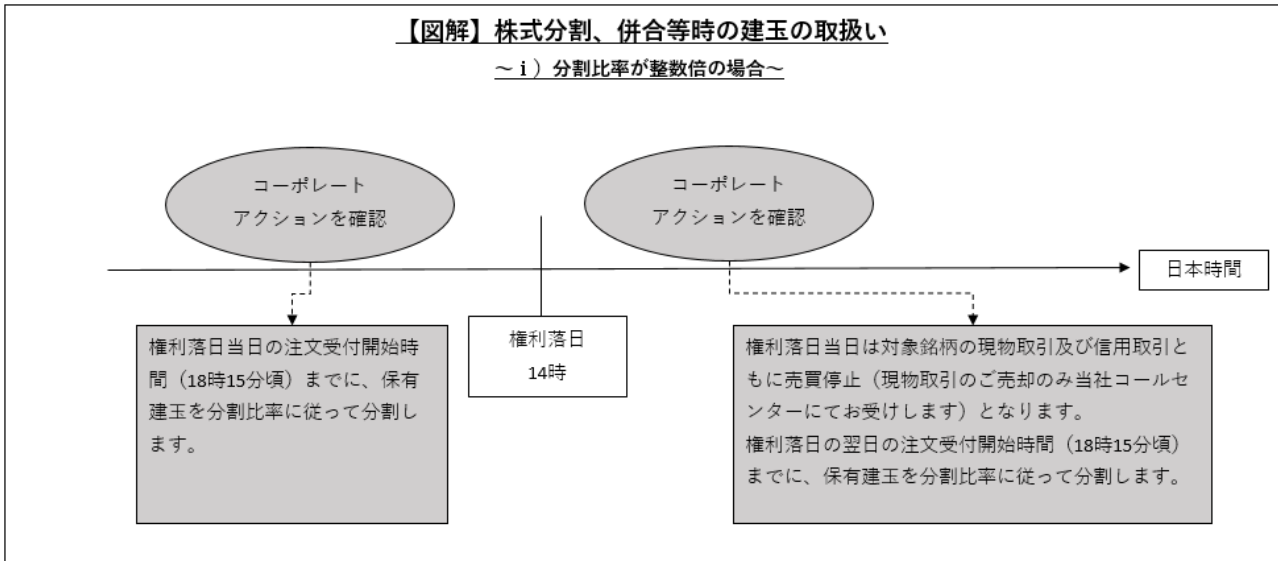 【図解】株式分割、併合等時の建玉の取扱い
～ⅰ）分割比率が整数倍の場合～
コーポレート
アクションを確認
コーポレート
アクションを確認
日本時間
権利落日当日の注文受付開始時
間（18時15分頃）までに、保有
建玉を分割比率に従って分割し
ます。
権利落日
14時
権利落日当日は対象銘柄の現物取引及び信用取引と
もに売買停止（現物取引のご売却のみ当社コールセ
ンターにてお受けします）となります。
権利落日の翌日の注文受付開始時間（18時15分頃）
までに、保有建玉を分割比率に従って分割します。